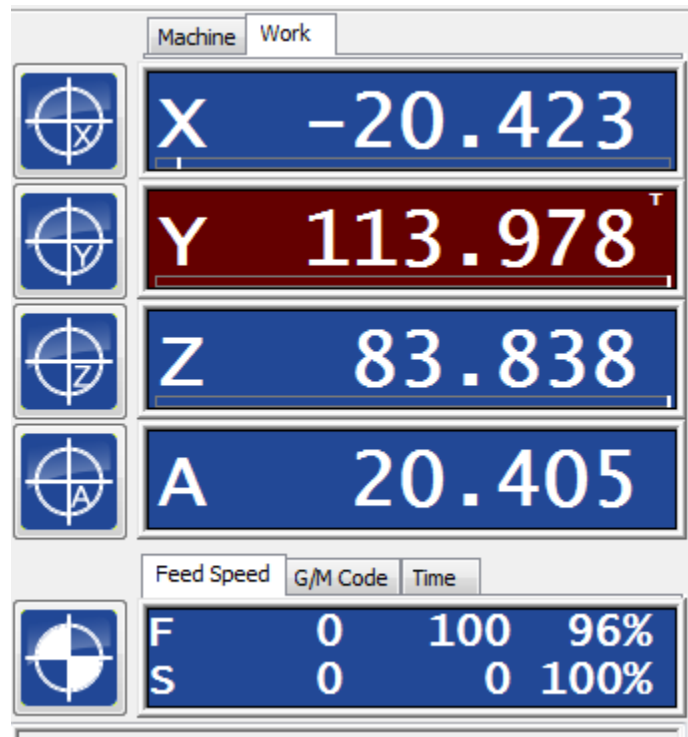 Machine Work
X X -20.423
Y Y 113.978 T
Z Z 83.838
A A 20.405
Feed Speed G/M Code Time
F 0 100 96%
S 0 0 100%